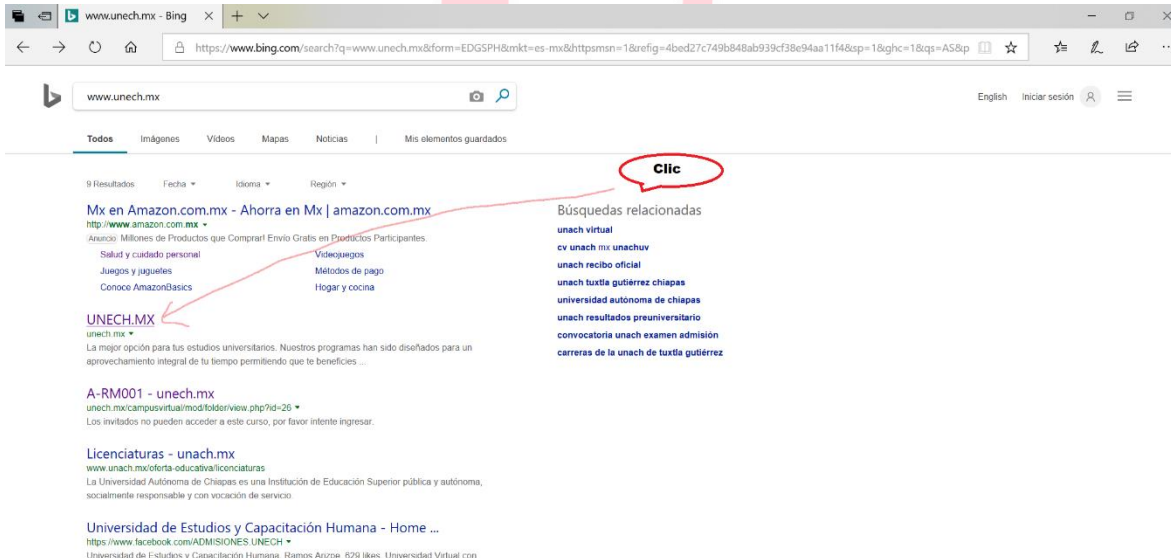 www.unech.mx - Bing
https://www.bing.com/search?q=www.unech.mx&form=EDGSPH&mkt=es-mx&httpsmsn=1&refig=4bed27c749b848ab939cf38e94aa11f4&sp=1&ghc=1&qs=AS&p
www.unech.mx
English Iniciar sesión
Todos Imágenes Vídeos Mapas Noticias | Mis elementos guardados
Clic
9 Resultados Fecha Idioma Región
Mx en Amazon.com.mx - Ahorra en Mx | amazon.com.mx
http://www.amazon.com.mx
Anuncio Millones de Productos que Comprar! Envío Gratis en Productos Participantes.
Salud y cuidado personal Videojuegos
Juegos y juguetes Métodos de pago
Conoce AmazonBasics Hogar y cocina
UNECH.MX
unech.mx
La mejor opción para tus estudios universitarios. Nuestros programas han sido diseñados para un
aprovechamiento integral de tu tiempo permitiendo que te beneficies ...
A-RM001 - unech.mx
unech.mx/campusvirtual/mod/folder/view.php?id=26
Los invitados no pueden acceder a este curso, por favor intente ingresar.
Licenciaturas - unach.mx
www.unach.mx/oferta-educativa/licenciaturas
La Universidad Autónoma de Chiapas es una Institución de Educación Superior pública y autónoma,
socialmente responsable y con vocación de servicio
Universidad de Estudios y Capacitación Humana - Home ...
https://www.facebook.com/ADMISIONES.UNECH
Universidad de Estudios y Capacitación Humana, Ramos Arizpe. 629 likes. Universidad Virtual con
Búsquedas relacionadas
unach virtual
cv unach mx unachuv
unach recibo oficial
unach tuxtla gutiérrez chiapas
universidad autónoma de chiapas
unach resultados preuniversitario
convocatoria unach examen admisión
carreras de la unach de tuxtla gutiérrez